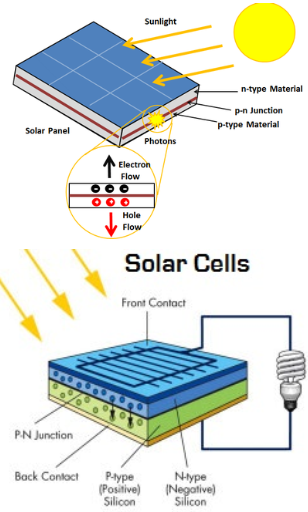 Sunlight
n-type Material
p-n Junction
p-type Material
Solar Panel
Photons
Electron
Flow
Hole
Flow
Solar Cells
Front Contact
P-N Junction
Back Contact
P-type
(Positive)
Silicon
N-type
(Negative)
Silicon